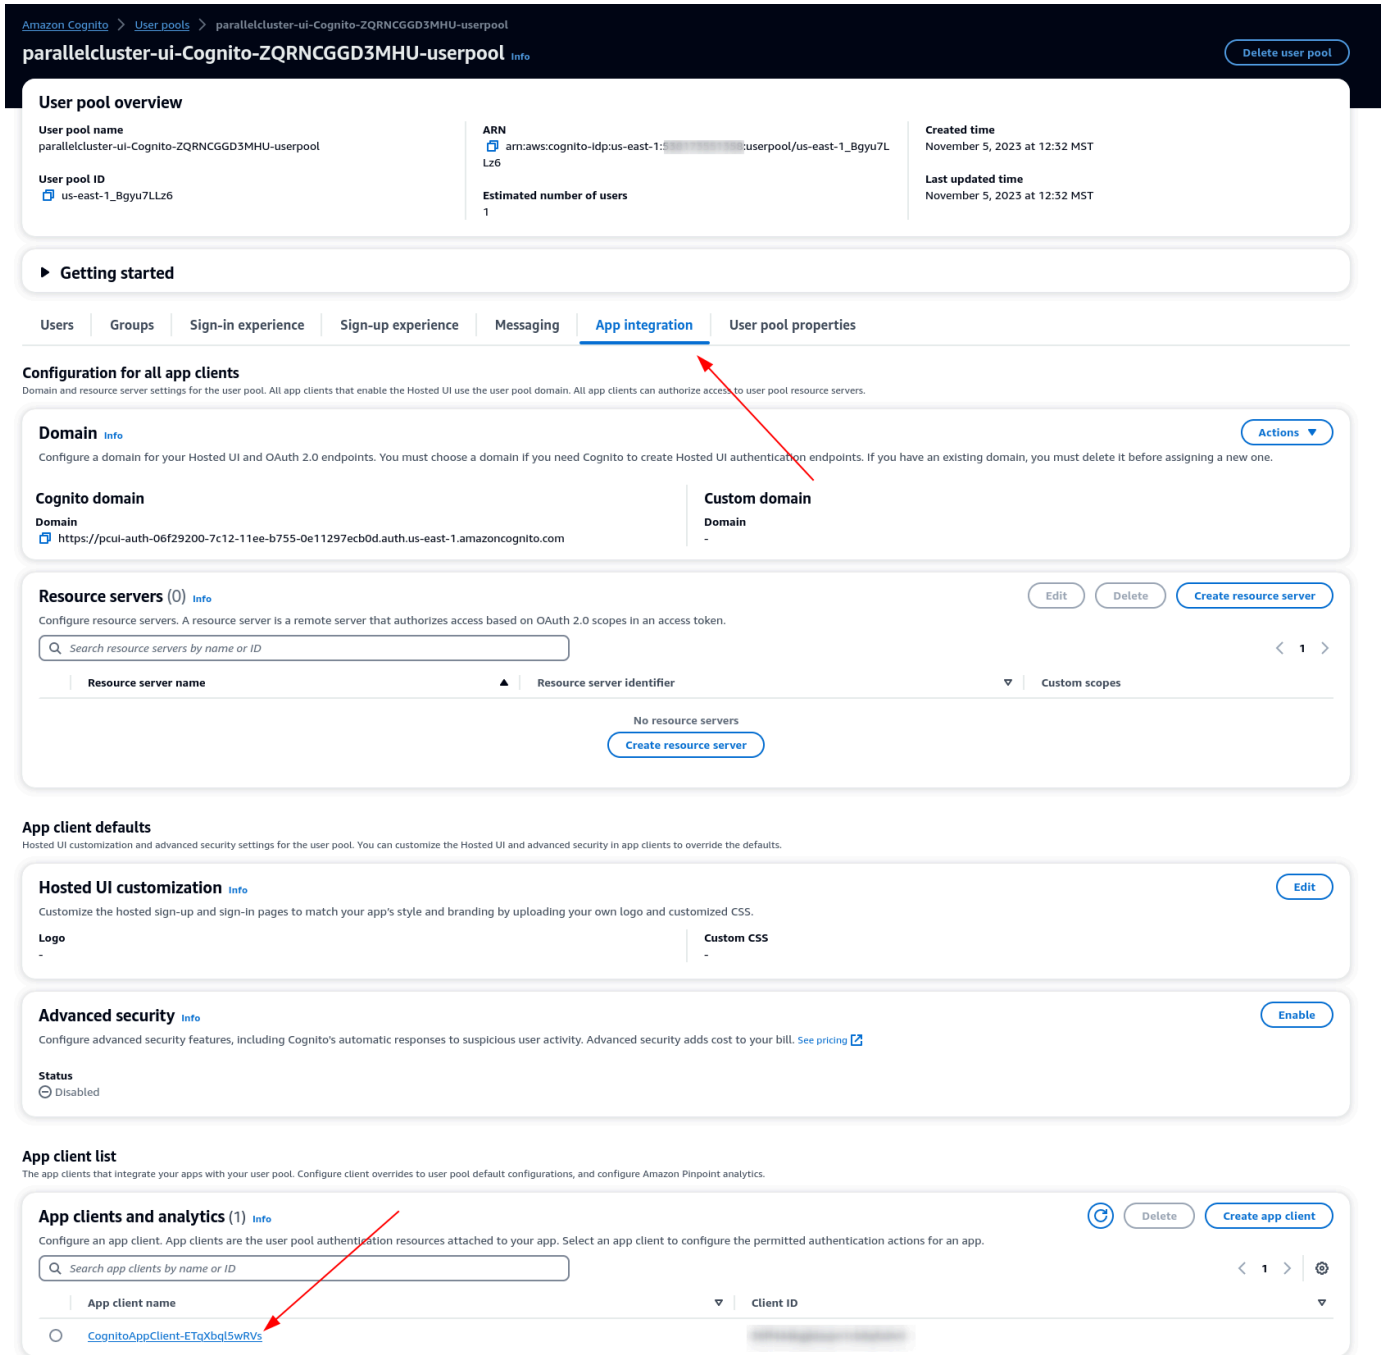 Amazon Cognito > User pools > parallelcluster-ui-Cognito-ZQRNCGGD3MHU-userpool
parallelcluster-ui-Cognito-ZQRNCGGD3MHU-userpool Info
Delete user pool
User pool overview
User pool name
parallelcluster-ui-Cognito-ZQRNCGGD3MHU-userpool
User pool ID
us-east-1_Bgyu7LLz6
ARN
arn:aws:cognito-idp:us-east-1: :userpool/us-east-1_Bgyu7L
Lz6
Estimated number of users
1
Created time
November 5, 2023 at 12:32 MST
Last updated time
November 5, 2023 at 12:32 MST
Getting started
Users Groups Sign-in experience Sign-up experience Messaging App integration User pool properties
Configuration for all app clients
Domain and resource server settings for the user pool. All app clients that enable the Hosted UI use the user pool domain. All app clients can authorize access to user pool resource servers.
Domain Info
Actions
Configure a domain for your Hosted UI and OAuth 2.0 endpoints. You must choose a domain if you need Cognito to create Hosted UI authentication endpoints. If you have an existing domain, you must delete it before assigning a new one.
Cognito domain
Domain
https://pcui-auth-06f29200-7c12-11ee-b755-0e11297ecb0d.auth.us-east-1.amazoncognito.com
Custom domain
Domain
-
Resource servers (0) Info
Edit Delete Create resource server
Configure resource servers. A resource server is a remote server that authorizes access based on OAuth 2.0 scopes in an access token.
Search resource servers by name or ID
< 1 >
Resource server name Resource server identifier Custom scopes
No resource servers
Create resource server
App client defaults
Hosted UI customization and advanced security settings for the user pool. You can customize the Hosted UI and advanced security in app clients to override the defaults.
Hosted UI customization Info
Edit
Customize the hosted sign-up and sign-in pages to match your app's style and branding by uploading your own logo and customized CSS.
Logo
-
Custom CSS
-
Advanced security Info
Enable
Configure advanced security features, including Cognito's automatic responses to suspicious user activity. Advanced security adds cost to your bill. See pricing
Status
Disabled
App client list
The app clients that integrate your apps with your user pool. Configure client overrides to user pool default configurations, and configure Amazon Pinpoint analytics.
App clients and analytics (1) Info
Delete Create app client
Configure an app client. App clients are the user pool authentication resources attached to your app. Select an app client to configure the permitted authentication actions for an app.
Search app clients by name or ID
< 1 >
App client name Client ID
CognitoAppClient-ETqXbql5wRVs